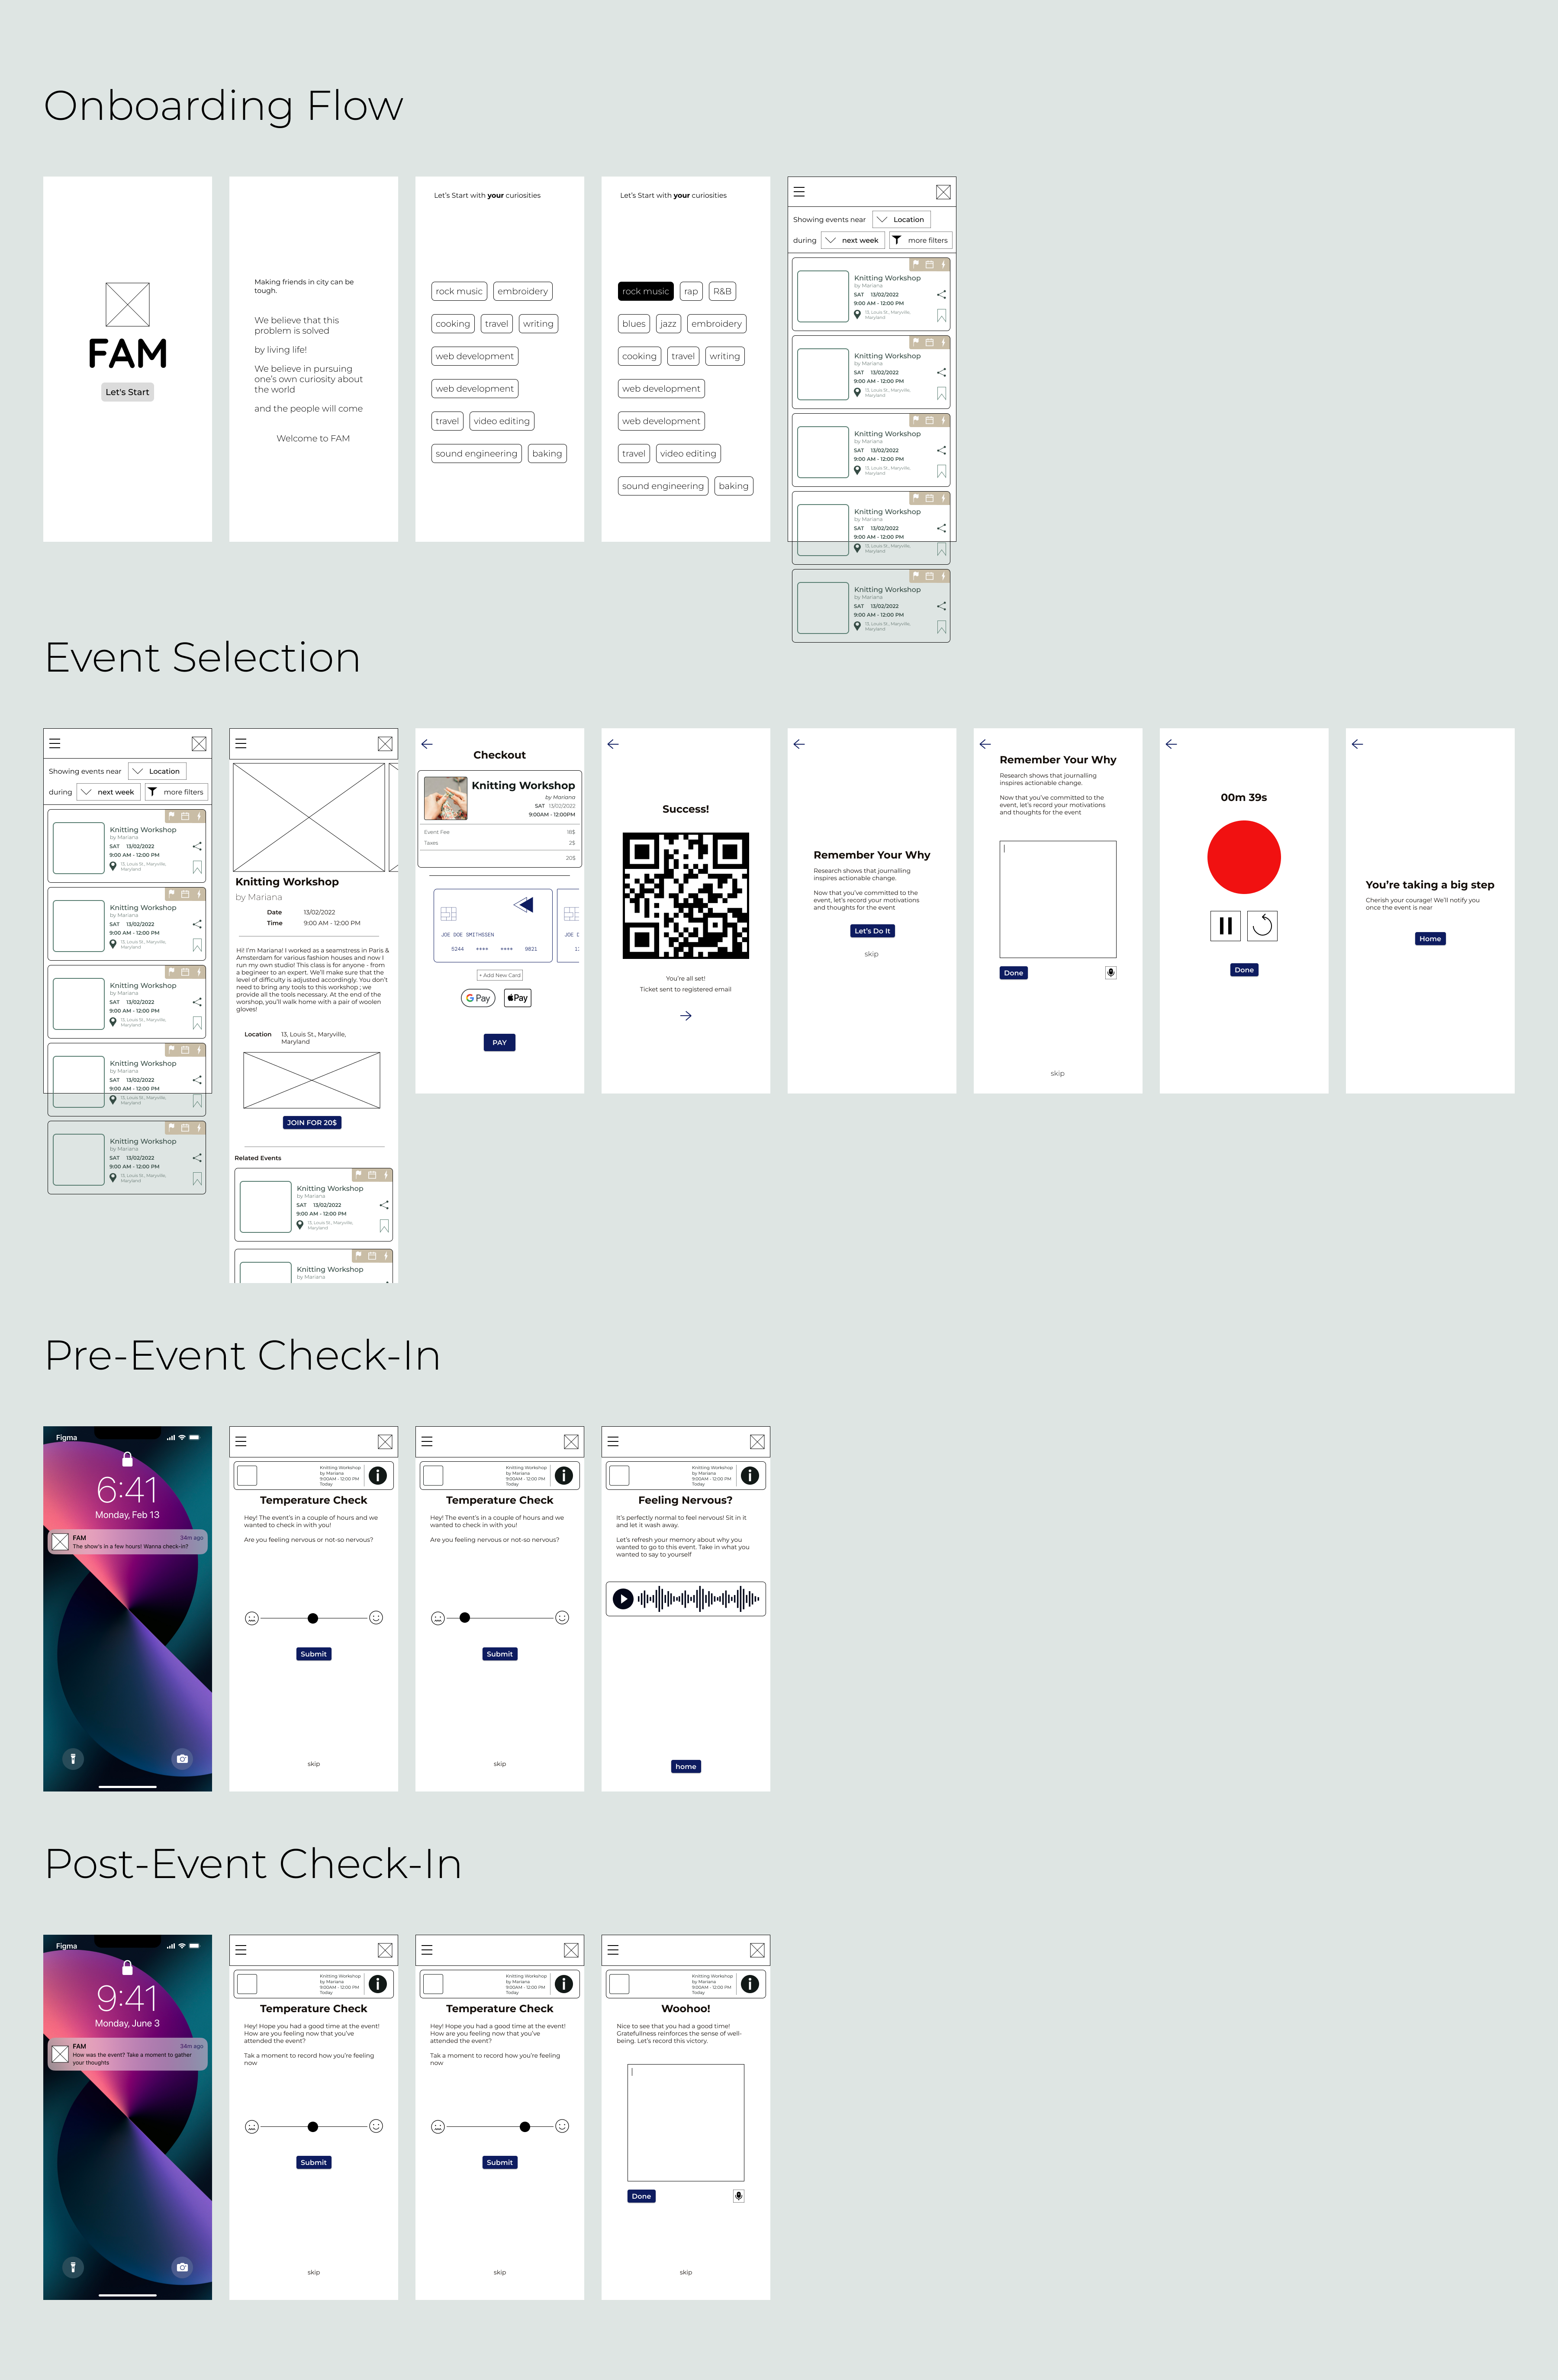 Onboarding Flow
FAM
Let's Start
Making friends in city can be
tough.
We believe that this
problem is solved
by living life!
We believe in pursuing
one's own curiosity about
the world
and the people will come
Welcome to FAM
Let's Start with your curiosities
rock music embroidery
cooking travel writing
web development
web development
travel video editing
sound engineering baking
Let's Start with your curiosities
rock music rap R&B
blues jazz embroidery
cooking travel writing
web development
web development
travel video editing
sound engineering baking
Showing events near Location
during next week more filters
Knitting Workshop
by Mariana
SAT 13/02/2022
9:00 AM - 12:00 PM
13, Louis St., Maryville,
Maryland
Knitting Workshop
by Mariana
SAT 13/02/2022
9:00 AM - 12:00 PM
13, Louis St., Maryville,
Maryland
Knitting Workshop
by Mariana
SAT 13/02/2022
9:00 AM - 12:00 PM
13, Louis St., Maryville,
Maryland
Knitting Workshop
by Mariana
SAT 13/02/2022
9:00 AM - 12:00 PM
13, Louis St., Maryville,
Maryland
Knitting Workshop
by Mariana
SAT 13/02/2022
9:00 AM - 12:00 PM
13, Louis St., Maryville,
Maryland
Event Selection
Showing events near Location
during next week more filters
Knitting Workshop
by Mariana
SAT 13/02/2022
9:00 AM - 12:00 PM
13, Louis St., Maryville,
Maryland
Knitting Workshop
by Mariana
SAT 13/02/2022
9:00 AM - 12:00 PM
13, Louis St., Maryville,
Maryland
Knitting Workshop
by Mariana
SAT 13/02/2022
9:00 AM - 12:00 PM
13, Louis St., Maryville,
Maryland
Knitting Workshop
by Mariana
SAT 13/02/2022
9:00 AM - 12:00 PM
13, Louis St., Maryville,
Maryland
Knitting Workshop
by Mariana
SAT 13/02/2022
9:00 AM - 12:00 PM
13, Louis St., Maryville,
Maryland
Knitting Workshop
by Mariana
Date 13/02/2022
Time 9:00 AM - 12:00 PM
Hi! I'm Mariana! I worked as a seamstress in Paris &
Amsterdam for various fashion houses and now I
run my own studio! This class is for anyone - from
a beginner to an expert. We'll make sure that the
level of difficulty is adjusted accordingly. You don't
need to bring any tools to this workshop ; we
provide all the tools necessary. At the end of the
worshop, you'll walk home with a pair of woolen
gloves!
Location 13, Louis St., Maryville,
Maryland
JOIN FOR 20$
Related Events
Knitting Workshop
by Mariana
SAT 13/02/2022
9:00 AM - 12:00 PM
13, Louis St., Maryville,
Maryland
Knitting Workshop
by Mariana
Checkout
Knitting Workshop
by Mariana
SAT 13/02/2022
9:00AM - 12:00PM
Event Fee 18$
Taxes 2$
20$
JOE DOE SMITHSSEN
5244 **** **** 9821
JOE D
+ Add New Card
G Pay
Pay
PAY
Success!
You're all set!
Ticket sent to registered email
Remember Your Why
Research shows that journalling
inspires actionable change.
Now that you've committed to the
event, let's record your motivations
and thoughts for the event
Let's Do It
skip
Remember Your Why
Research shows that journalling
inspires actionable change.
Now that you've committed to the
event, let's record your motivations
and thoughts for the event
Done
skip
00m 39s
Done
You're taking a big step
Cherish your courage! We'll notify you
once the event is near
Home
Pre-Event Check-In
Figma
6:41
Monday, Feb 13
FAM 34m ago
The show's in a few hours! Wanna check-in?
Knitting Workshop
by Mariana
9:00AM - 12:00 PM
Today
Temperature Check
Hey! The event's in a couple of hours and we
wanted to check in with you!
Are you feeling nervous or not-so nervous?
Submit
skip
Knitting Workshop
by Mariana
9:00AM - 12:00 PM
Today
Temperature Check
Hey! The event's in a couple of hours and we
wanted to check in with you!
Are you feeling nervous or not-so nervous?
Submit
skip
Knitting Workshop
by Mariana
9:00AM - 12:00 PM
Today
Feeling Nervous?
It's perfectly normal to feel nervous! Sit in it
and let it wash away.
Let's refresh your memory about why you
wanted to go to this event. Take in what you
wanted to say to yourself
home
Post-Event Check-In
Figma
9:41
Monday, June 3
FAM 34m ago
How was the event? Take a moment to gather
your thoughts
Knitting Workshop
by Mariana
9:00AM - 12:00 PM
Today
Temperature Check
Hey! Hope you had a good time at the event!
How are you feeling now that you've
attended the event?
Tak a moment to record how you're feeling
now
Submit
skip
Knitting Workshop
by Mariana
9:00AM - 12:00 PM
Today
Temperature Check
Hey! Hope you had a good time at the event!
How are you feeling now that you've
attended the event?
Tak a moment to record how you're feeling
now
Submit
skip
Knitting Workshop
by Mariana
9:00AM - 12:00 PM
Today
Woohoo!
Nice to see that you had a good time!
Gratefullness reinforces the sense of well-
being. Let's record this victory.
Done
skip